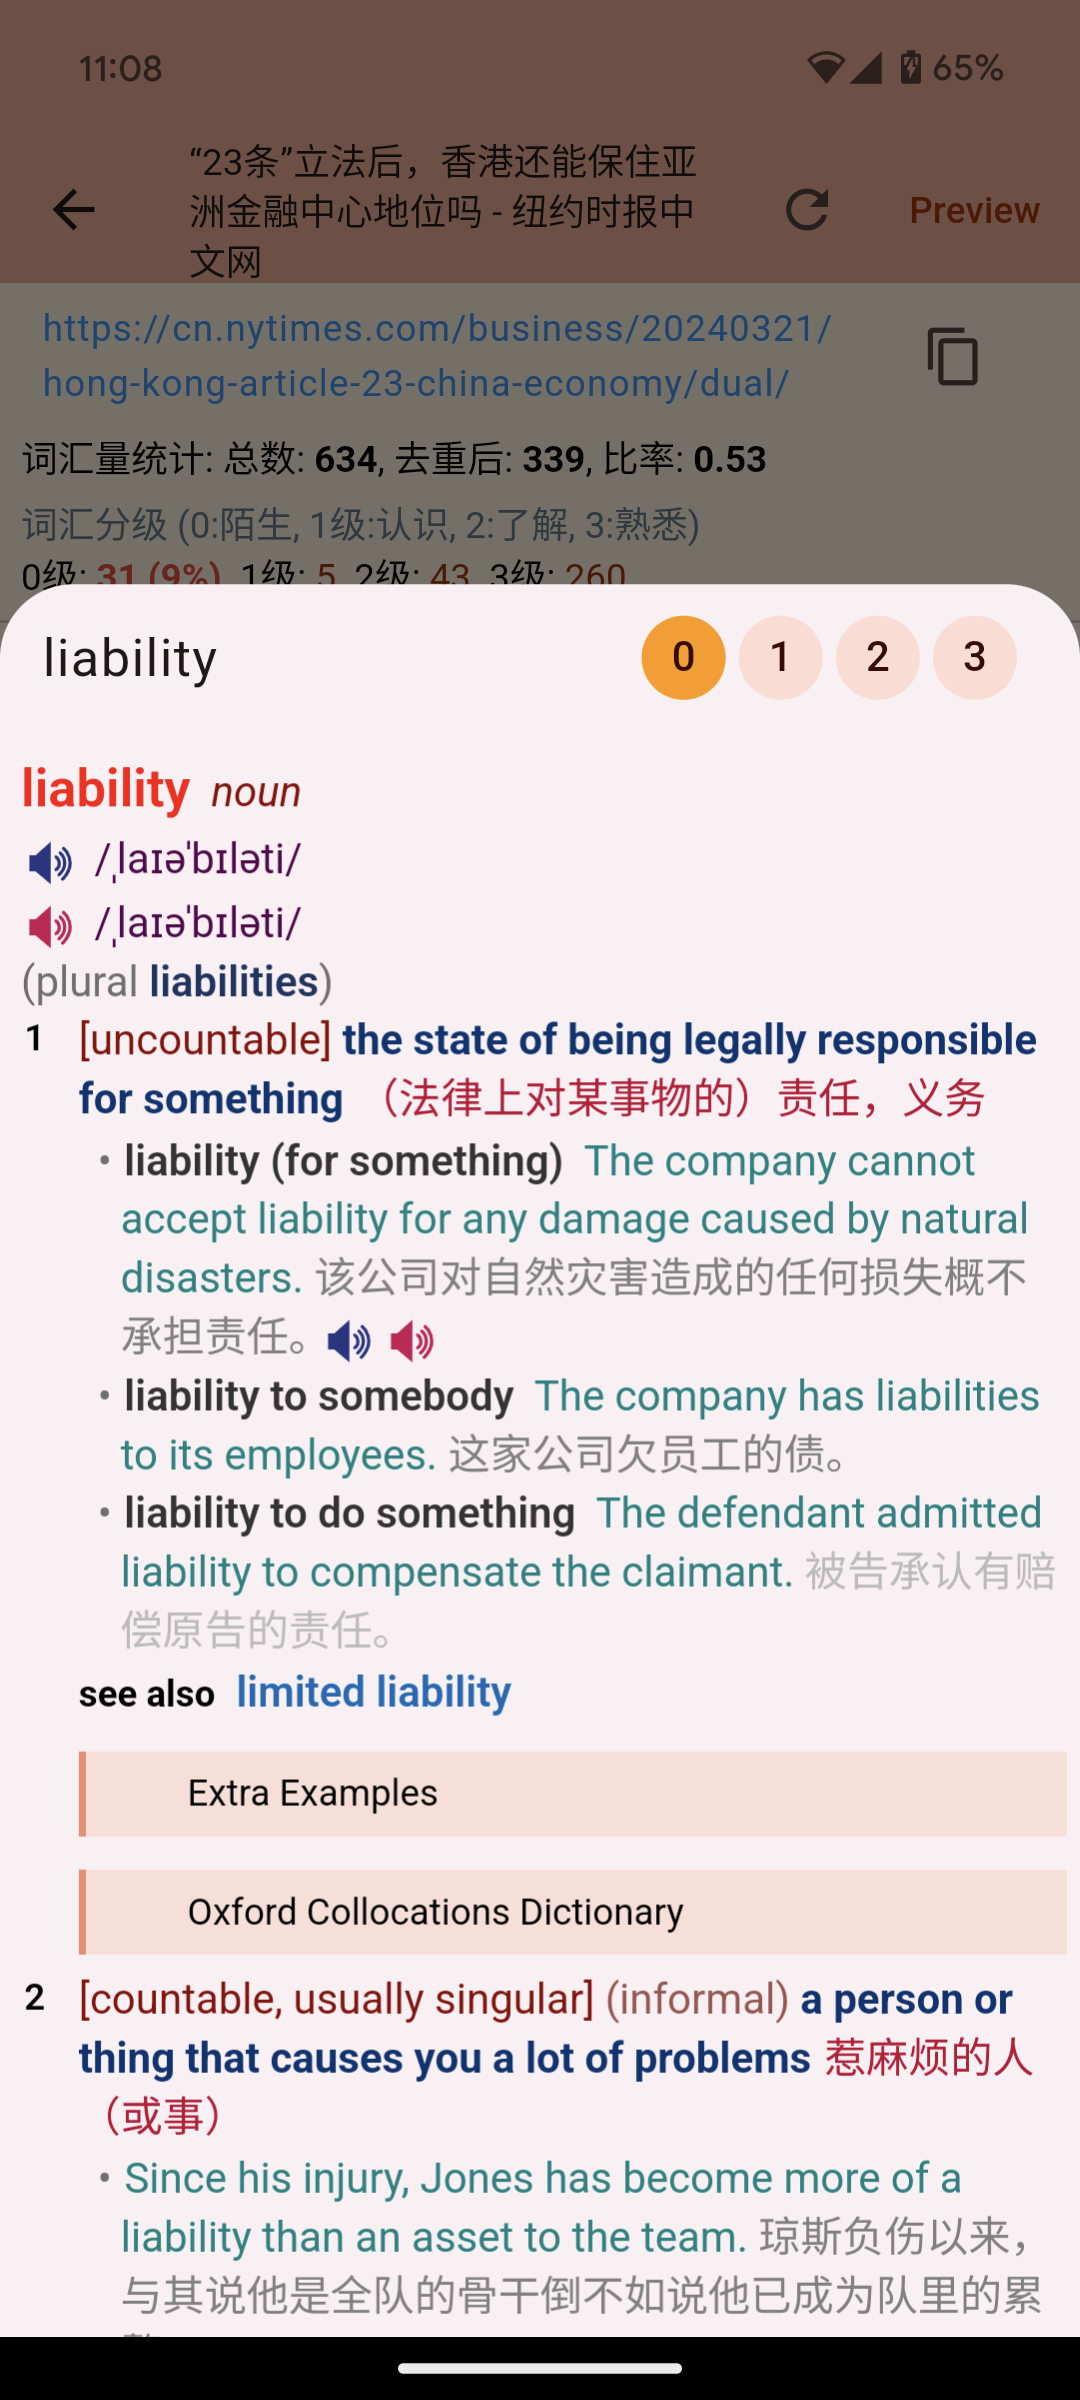 11:08
65%
“23条”立法后，香港还能保住亚
洲金融中心地位吗 - 纽约时报中
文网
Preview
https://cn.nytimes.com/business/20240321/
hong-kong-article-23-china-economy/dual/
词汇量统计: 总数: 634, 去重后: 339, 比率: 0.53
词汇分级 (0:陌生, 1级:认识, 2:了解, 3:熟悉)
0级: 31 (9%), 1级: 5, 2级: 43, 3级: 260
liability
0 1 2 3
liability noun
/ˌlaɪəˈbɪləti/
/ˌlaɪəˈbɪləti/
(plural liabilities)
1 [uncountable] the state of being legally responsible
for something （法律上对某事物的）责任，义务
• liability (for something) The company cannot
accept liability for any damage caused by natural
disasters. 该公司对自然灾害造成的任何损失概不
承担责任。
• liability to somebody The company has liabilities
to its employees. 这家公司欠员工的债。
• liability to do something The defendant admitted
liability to compensate the claimant. 被告承认有赔
偿原告的责任。
see also limited liability
Extra Examples
Oxford Collocations Dictionary
2 [countable, usually singular] (informal) a person or
thing that causes you a lot of problems 惹麻烦的人
（或事）
• Since his injury, Jones has become more of a
liability than an asset to the team. 琼斯负伤以来，
与其说他是全队的骨干倒不如说他已成为队里的累